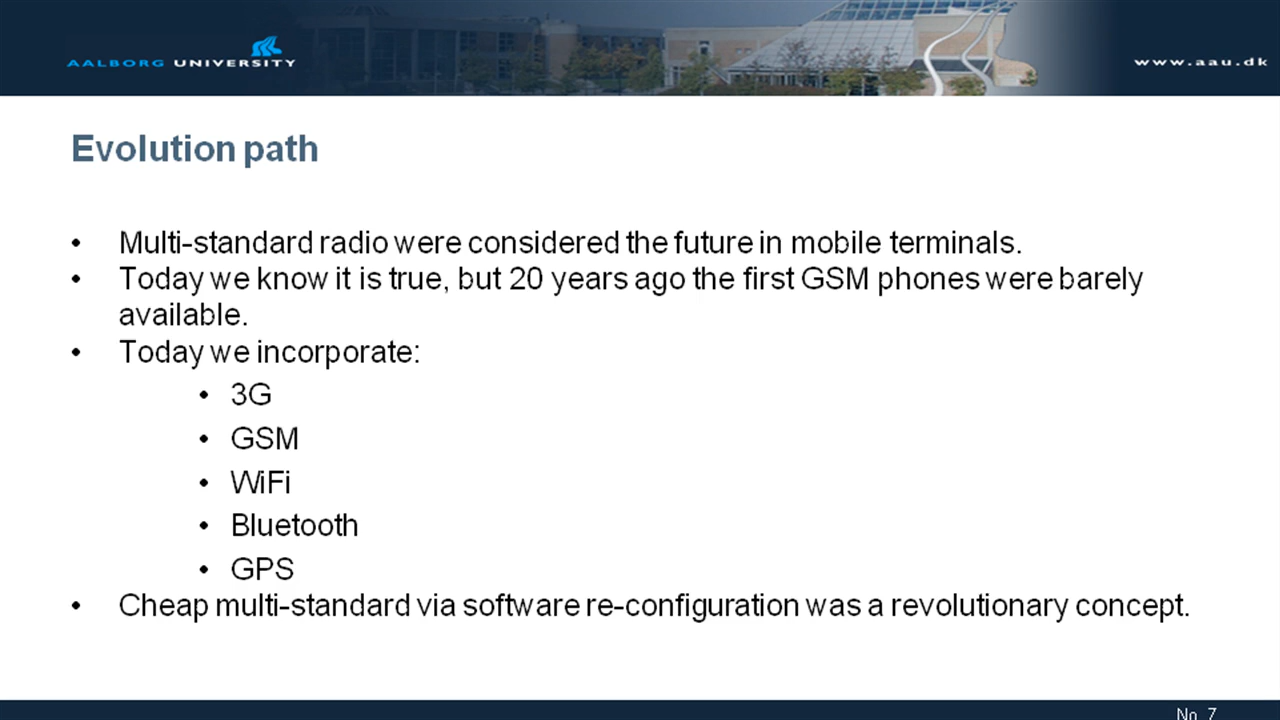 AALBORG UNIVERSITY
www.aau.dk
Evolution path
• Multi-standard radio were considered the future in mobile terminals.
• Today we know it is true, but 20 years ago the first GSM phones were barely
available.
• Today we incorporate:
• 3G
• GSM
• WiFi
• Bluetooth
• GPS
• Cheap multi-standard via software re-configuration was a revolutionary concept.
No. 7